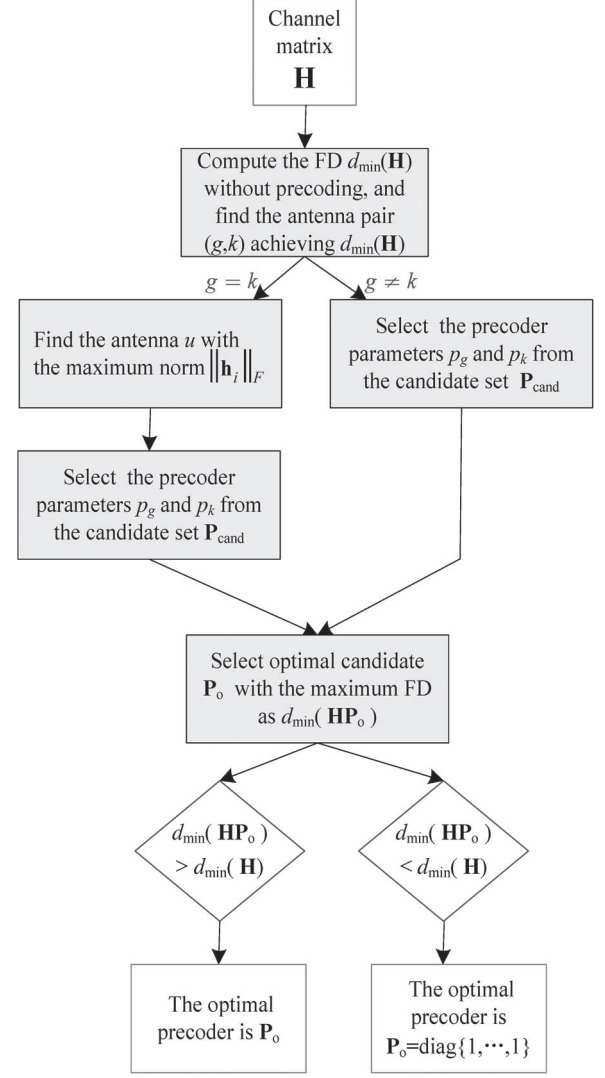 Channel
matrix
H
Compute the FD d_min(H)
without precoding, and
find the antenna pair
(g,k) achieving d_min(H)
g = k
g ≠ k
Find the antenna u with
the maximum norm ‖h_i‖_F
Select the precoder
parameters p_g and p_k from
the candidate set P_cand
Select the precoder
parameters p_g and p_k from
the candidate set P_cand
Select optimal candidate
P_o with the maximum FD
as d_min( HP_o )
d_min( HP_o )
> d_min( H)
d_min( HP_o )
< d_min( H)
The optimal
precoder is P_o
The optimal
precoder is
P_o=diag{1,···,1}